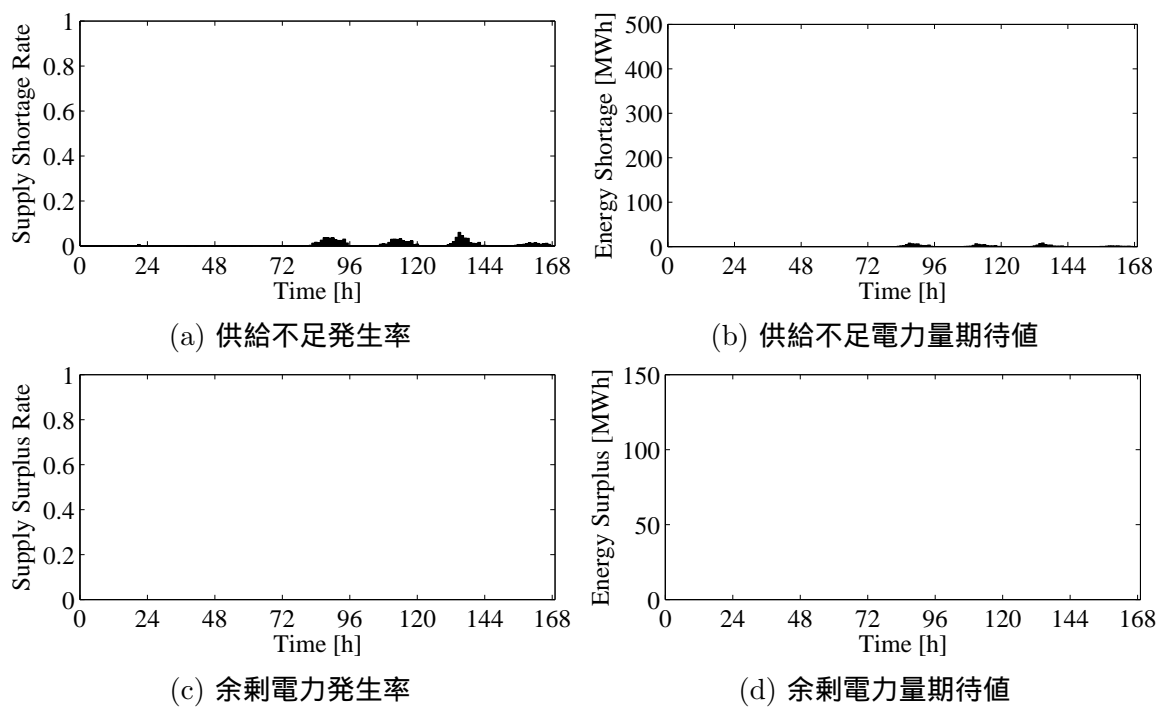 Supply Shortage Rate
1
0.8
0.6
0.4
0.2
0
0 24 48 72 96 120 144 168
Time [h]
(a) 供給不足発生率
Energy Shortage [MWh]
500
400
300
200
100
0
0 24 48 72 96 120 144 168
Time [h]
(b) 供給不足電力量期待値
Supply Surplus Rate
1
0.8
0.6
0.4
0.2
0
0 24 48 72 96 120 144 168
Time [h]
(c) 余剰電力発生率
Energy Surplus [MWh]
150
100
50
0
0 24 48 72 96 120 144 168
Time [h]
(d) 余剰電力量期待値